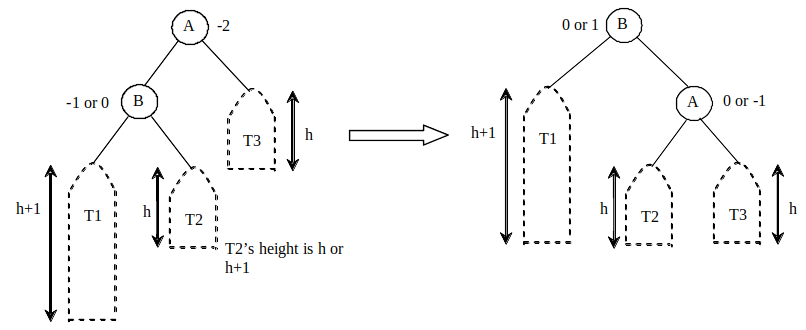 A
-2
-1 or 0
B
T3
h
h+1
T1
h
T2
T2's height is h or
h+1
0 or 1
B
h+1
T1
A
0 or -1
h
T2
T3
h